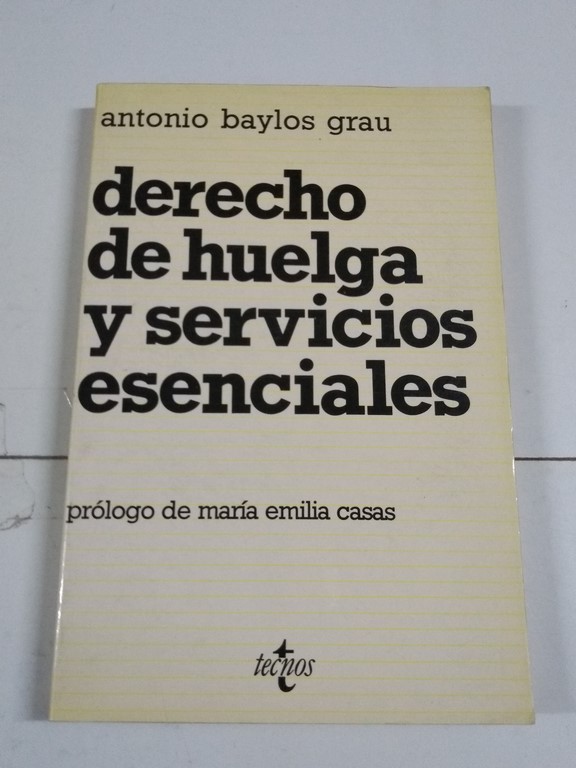 antonio baylos grau
derecho
de huelga
y servicios
esenciales
prólogo de maría emilia casas
tecnos